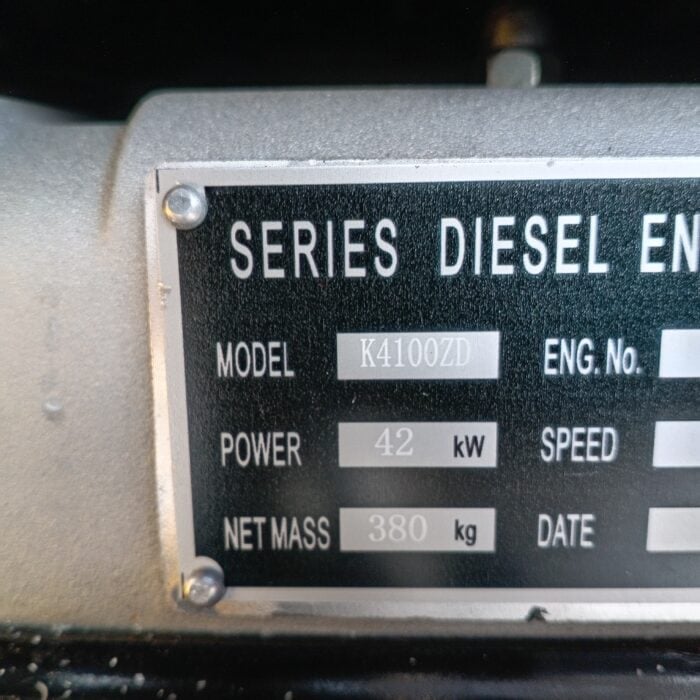 SERIES DIESEL EN
MODEL K4100ZD ENG. No.
POWER 42 kW SPEED
NET MASS 380 kg DATE